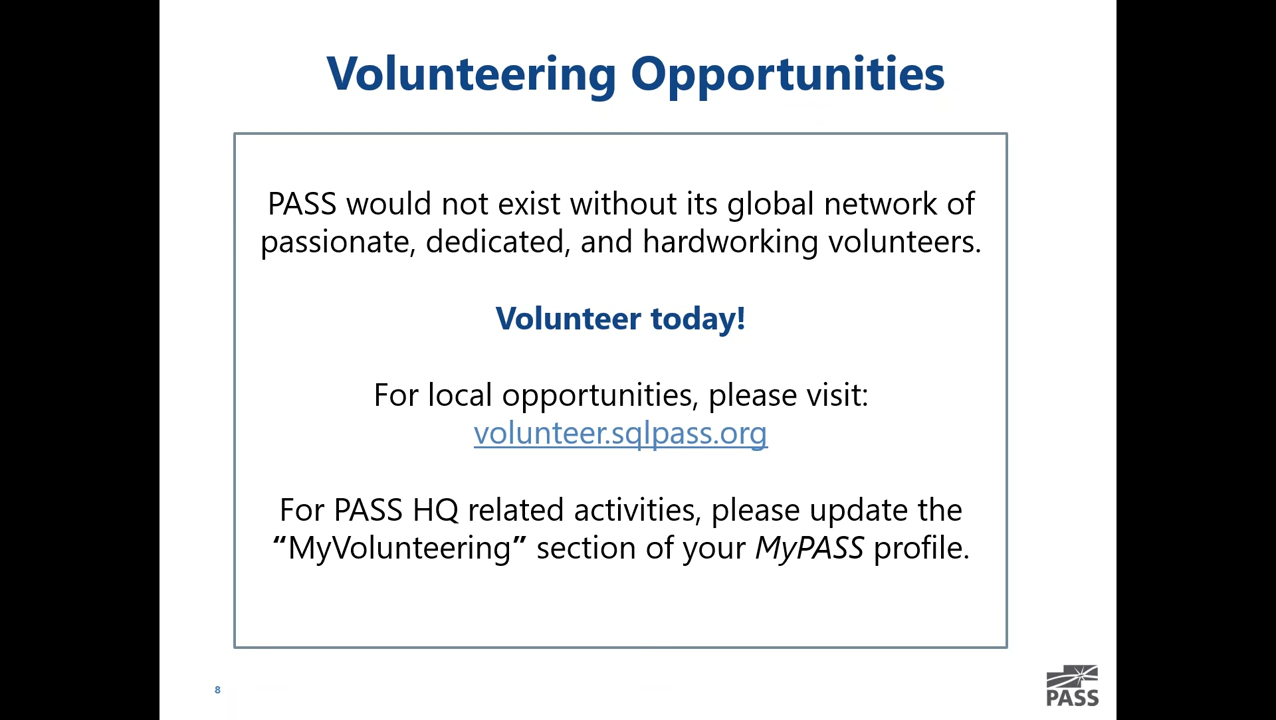 Volunteering Opportunities
PASS would not exist without its global network of
passionate, dedicated, and hardworking volunteers.
Volunteer today!
For local opportunities, please visit:
volunteer.sqlpass.org
For PASS HQ related activities, please update the
“MyVolunteering” section of your MyPASS profile.
8
PASS